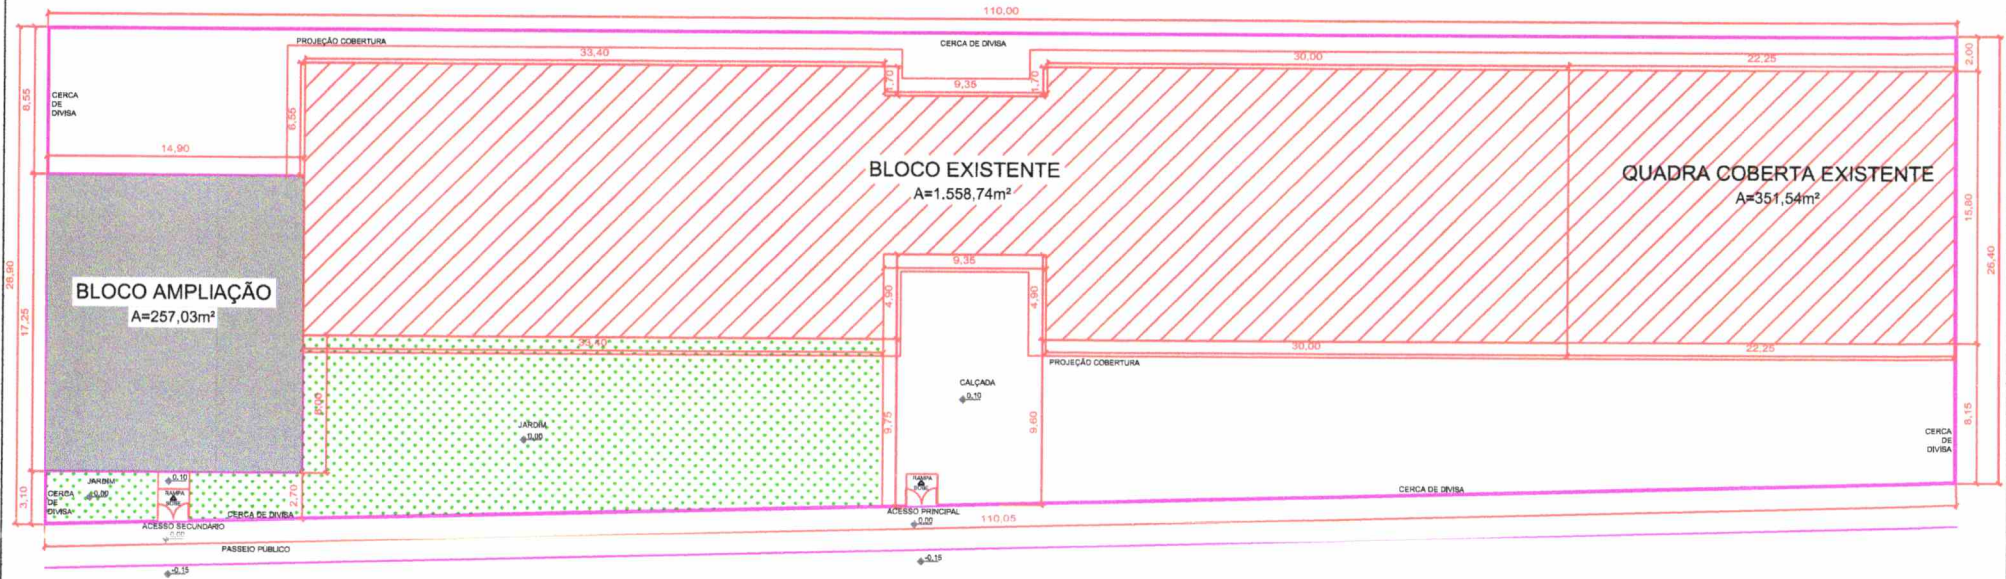 110,00
PROJEÇÃO COBERTURA
CERCA DE DIVISA
33,40
30,00
22,25
2,00
8,55
CERCA
DE
DIVISA
1,70
9,35
1,70
14,90
BLOCO EXISTENTE
A=1.558,74m²
QUADRA COBERTA EXISTENTE
A=351,54m²
15,80
26,40
28,90
17,25
BLOCO AMPLIAÇÃO
A=257,03m²
9,35
4,90
4,90
33,40
30,00
22,25
PROJEÇÃO COBERTURA
CALÇADA
0,10
JARDIM
0,00
9,75
9,60
8,15
CERCA
DE
DIVISA
3,10
JARDIM
0,00
CERCA
DE
DIVISA
0,10
RAMPA
2,70
CERCA DE DIVISA
RAMPA
CERCA DE DIVISA
ACESSO SECUNDÁRIO
0,00
ACESSO PRINCIPAL
0,00
110,05
PASSEIO PÚBLICO
-0,15
-0,15